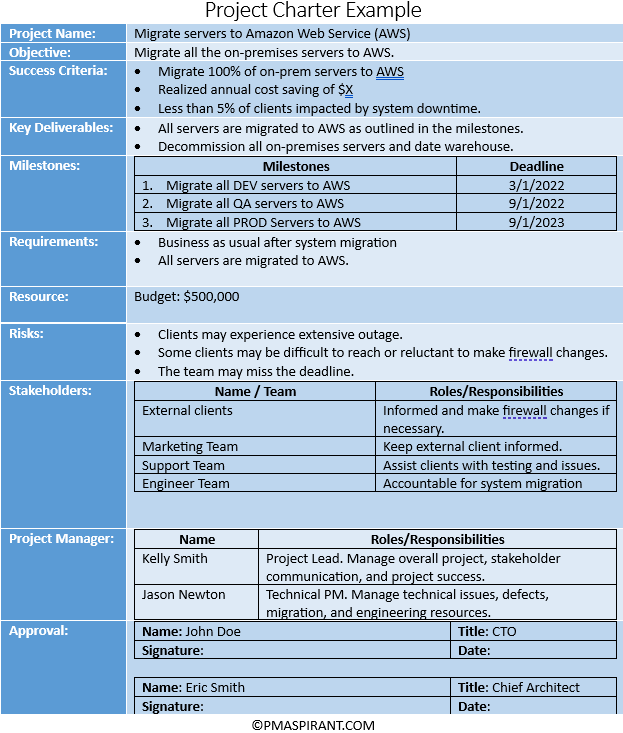 Project Charter Example
Project Name: Migrate servers to Amazon Web Service (AWS)
Objective: Migrate all the on-premises servers to AWS.
Success Criteria: • Migrate 100% of on-prem servers to AWS
• Realized annual cost saving of $X
• Less than 5% of clients impacted by system downtime.
Key Deliverables: • All servers are migrated to AWS as outlined in the milestones.
• Decommission all on-premises servers and date warehouse.
Milestones: Milestones Deadline
1. Migrate all DEV servers to AWS 3/1/2022
2. Migrate all QA servers to AWS 9/1/2022
3. Migrate all PROD Servers to AWS 9/1/2023
Requirements: • Business as usual after system migration
• All servers are migrated to AWS.
Resource: Budget: $500,000
Risks: • Clients may experience extensive outage.
• Some clients may be difficult to reach or reluctant to make firewall changes.
• The team may miss the deadline.
Stakeholders: Name / Team Roles/Responsibilities
External clients Informed and make firewall changes if
necessary.
Marketing Team Keep external client informed.
Support Team Assist clients with testing and issues.
Engineer Team Accountable for system migration
Project Manager: Name Roles/Responsibilities
Kelly Smith Project Lead. Manage overall project, stakeholder
communication, and project success.
Jason Newton Technical PM. Manage technical issues, defects,
migration, and engineering resources.
Approval: Name: John Doe Title: CTO
Signature: Date:
Name: Eric Smith Title: Chief Architect
Signature: Date:
©PMASPIRANT.COM